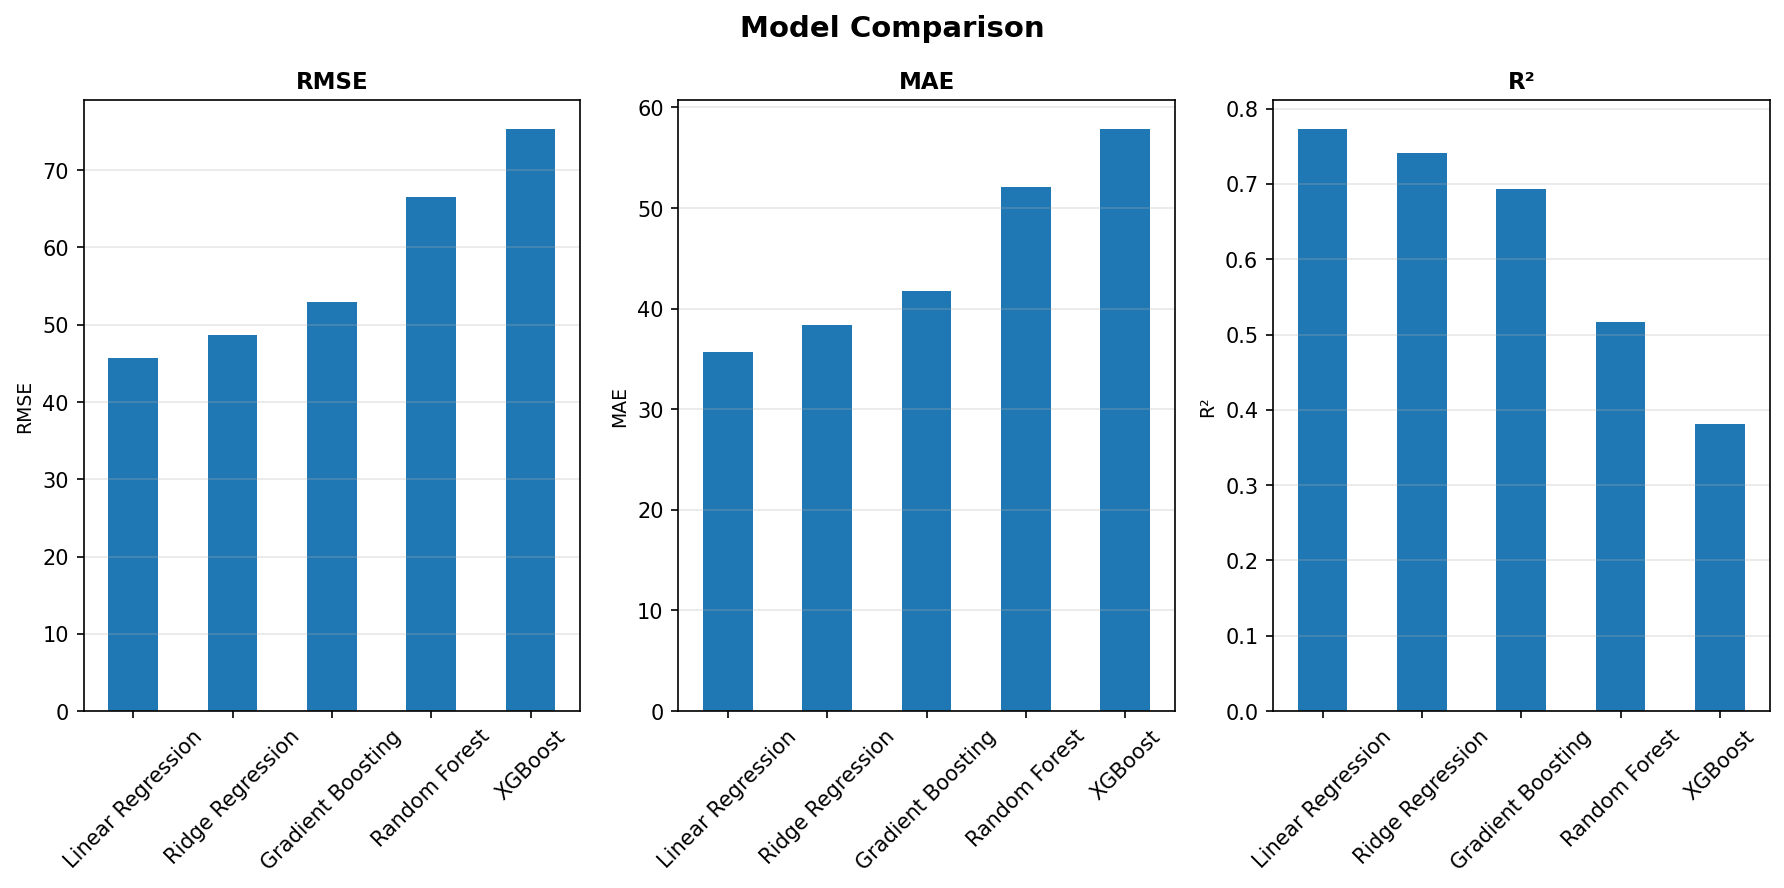 Model Comparison
RMSE
RMSE
70
60
50
40
30
20
10
0
Linear Regression
Ridge Regression
Gradient Boosting
Random Forest
XGBoost
MAE
MAE
60
50
40
30
20
10
0
Linear Regression
Ridge Regression
Gradient Boosting
Random Forest
XGBoost
R²
R²
0.8
0.7
0.6
0.5
0.4
0.3
0.2
0.1
0.0
Linear Regression
Ridge Regression
Gradient Boosting
Random Forest
XGBoost